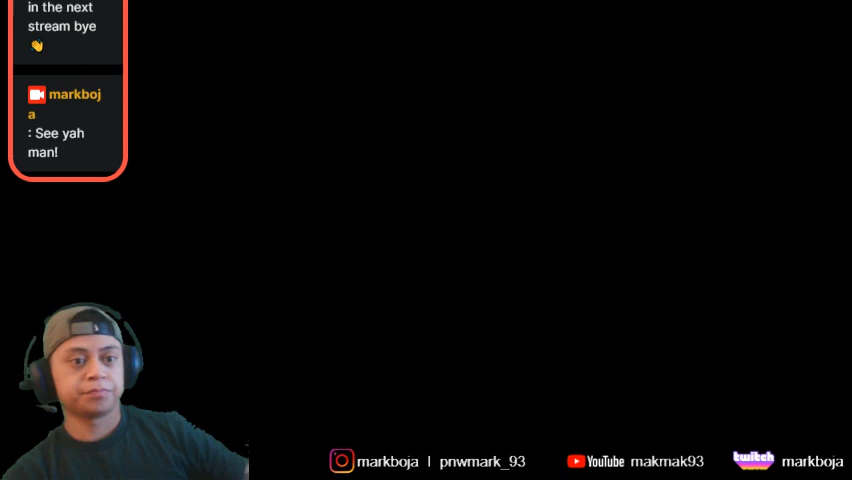 in the next
stream bye
👋
markboj
a
: See yah
man!
markboja | pnwmark_93 YouTube makmak93 twitch markboja